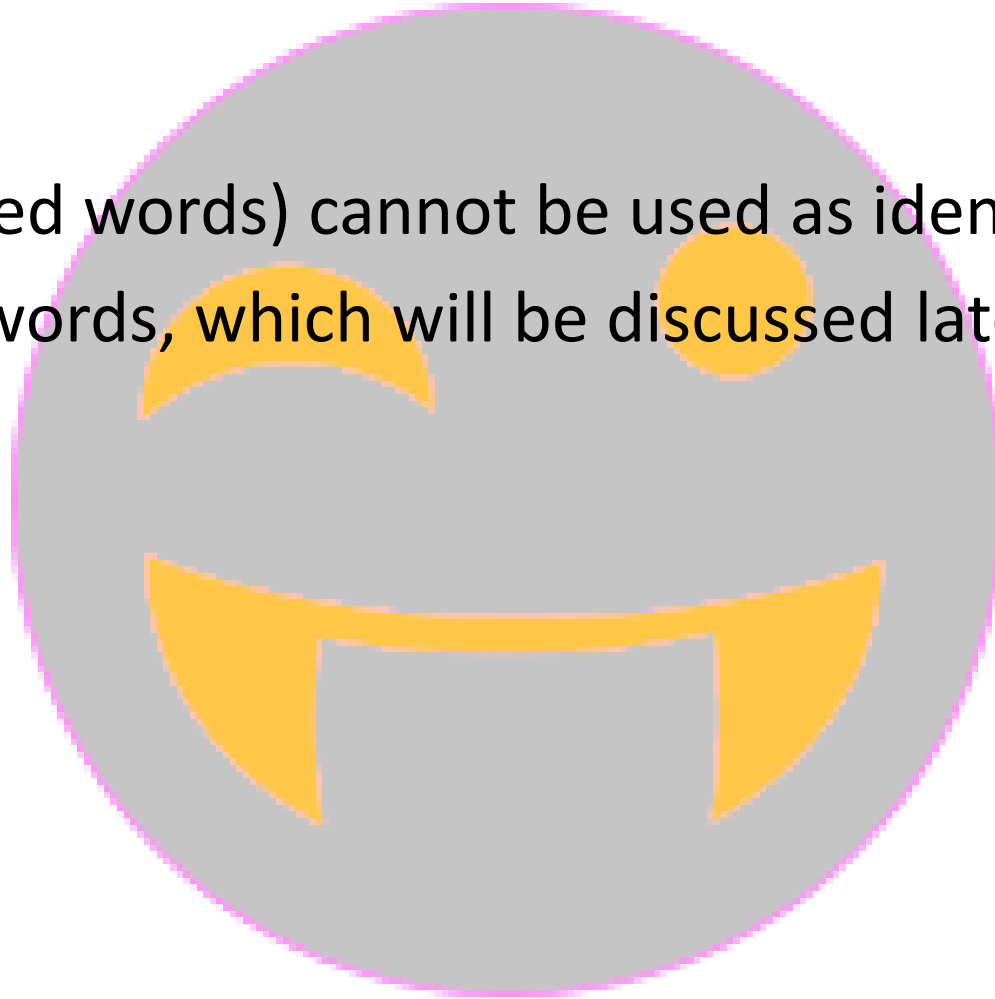 ed words) cannot be used as iden
words, which will be discussed lat